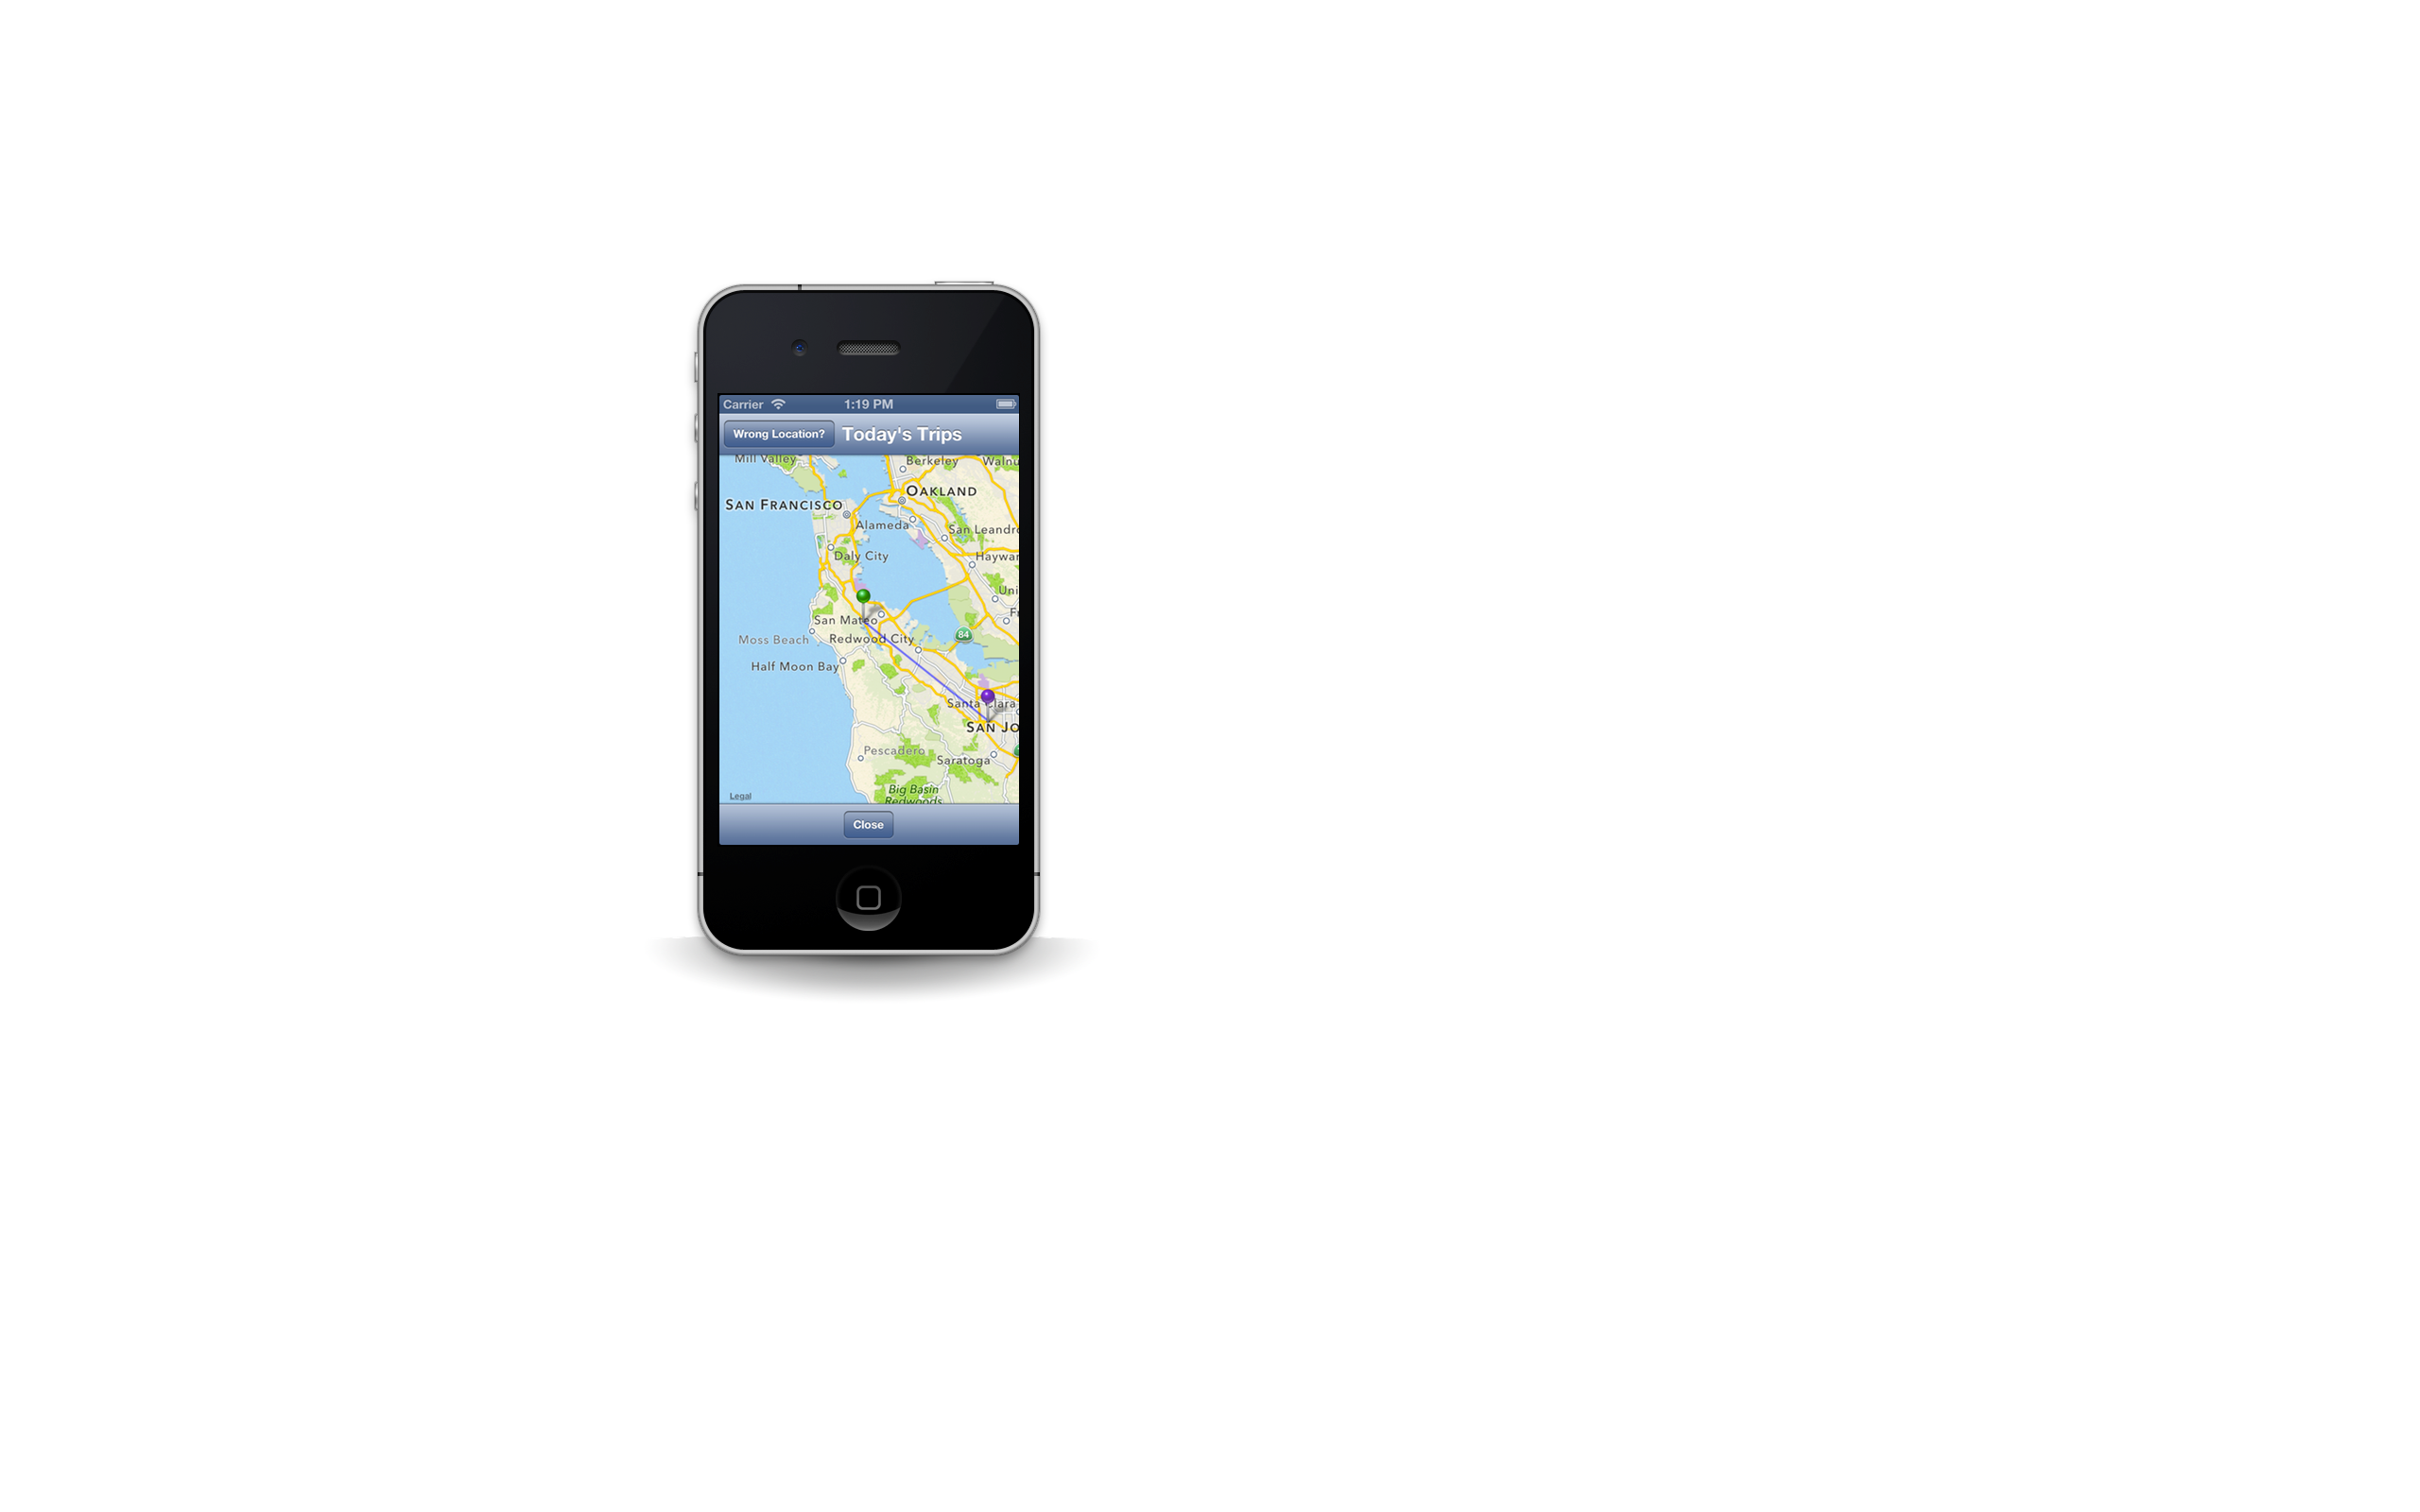 Carrier 1:19 PM
Wrong Location? Today's Trips
Mill Valley Berkeley Walnu
OAKLAND
SAN FRANCISCO
Alameda San Leandro
Daly City Haywar
Uni
San Mateo Fr
84
Moss Beach Redwood City
Half Moon Bay
Santa Clara
SAN JO
Pescadero
Saratoga
Big Basin
Redwoods
Legal
Close